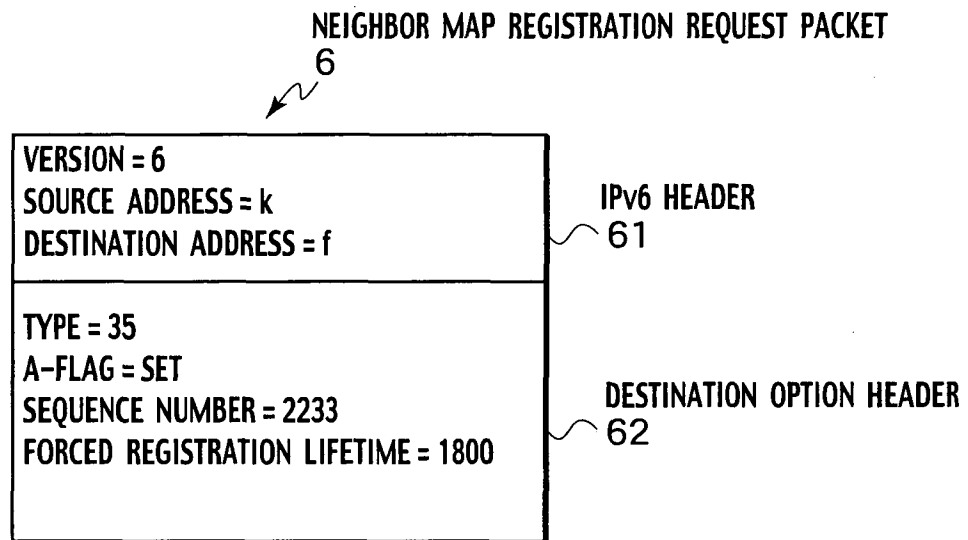 NEIGHBOR MAP REGISTRATION REQUEST PACKET
6
VERSION = 6
SOURCE ADDRESS = k
DESTINATION ADDRESS = f
IPv6 HEADER
61
TYPE = 35
A-FLAG = SET
SEQUENCE NUMBER = 2233
FORCED REGISTRATION LIFETIME = 1800
DESTINATION OPTION HEADER
62